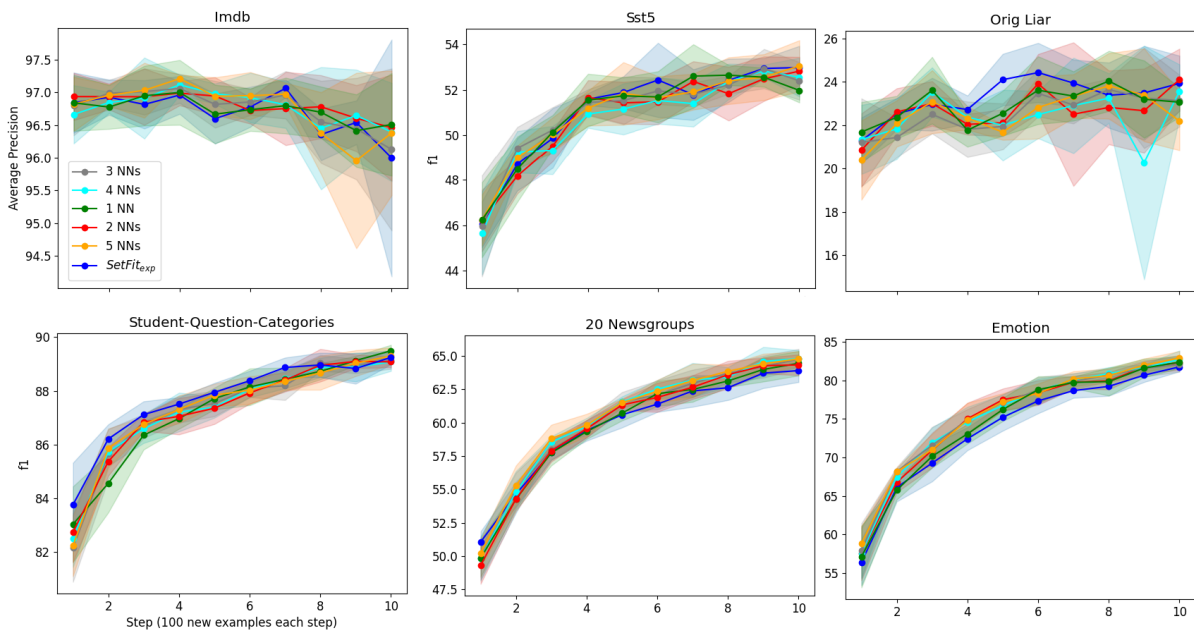 Imdb
Sst5
Orig Liar
Average Precision
97.5
97.0
96.5
96.0
95.5
95.0
94.5
3 NNs
4 NNs
1 NN
2 NNs
5 NNs
SetFit_exp
f1
54
52
50
48
46
44
26
24
22
20
18
16
Student-Question-Categories
20 Newsgroups
Emotion
f1
90
88
86
84
82
2 4 6 8 10
Step (100 new examples each step)
65.0
62.5
60.0
57.5
55.0
52.5
50.0
47.5
2 4 6 8 10
85
80
75
70
65
60
55
2 4 6 8 10